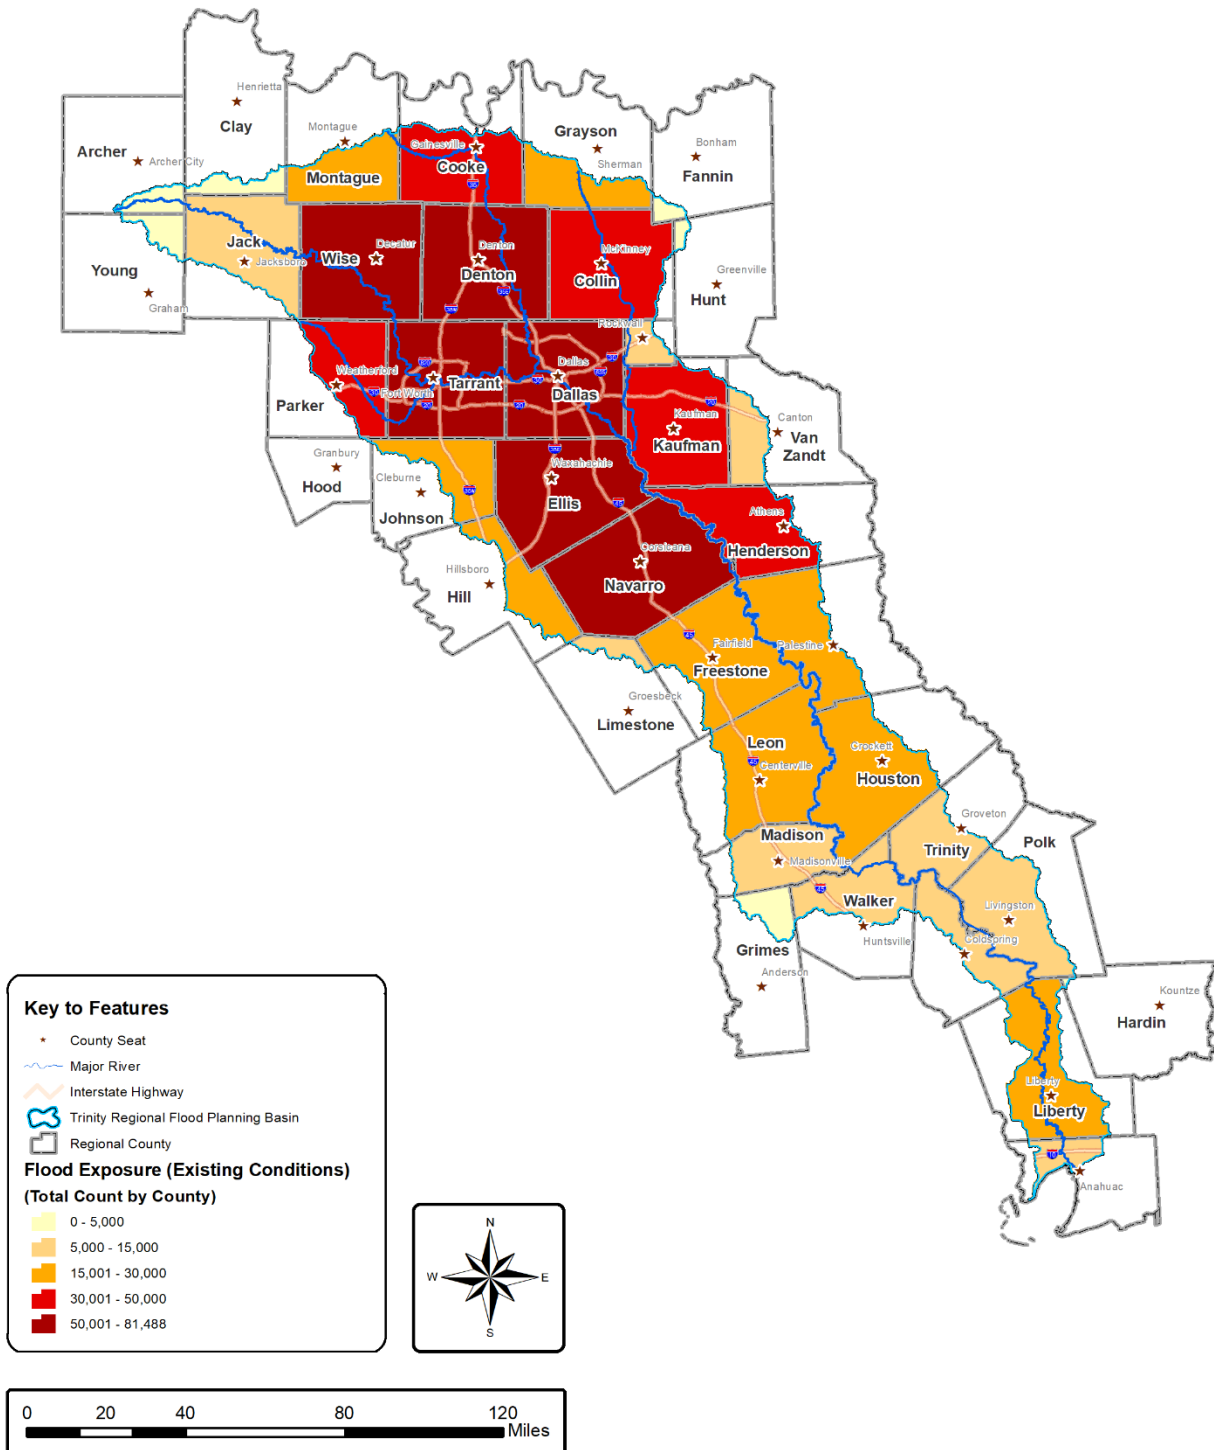 Henrietta
Clay
Montague
Grayson
Sherman
Bonham
Fannin
Archer
Archer City
Gainesville
Cooke
Montague
Young
Graham
Jack
Jacksboro
Wise
Decatur
Denton
Denton
McKinney
Collin
Greenville
Hunt
Rockwall
Weatherford
Parker
Fort Worth
Tarrant
Dallas
Dallas
Kaufman
Kaufman
Canton
Van
Zandt
Granbury
Hood
Cleburne
Johnson
Waxahachie
Ellis
Athens
Henderson
Hillsboro
Hill
Corsicana
Navarro
Fairfield
Freestone
Palestine
Groesbeck
Limestone
Leon
Centerville
Crockett
Houston
Madison
Madisonville
Groveton
Trinity
Polk
Walker
Huntsville
Livingston
Coldspring
Grimes
Anderson
Kountze
Hardin
Liberty
Liberty
Anahuac
Key to Features
County Seat
Major River
Interstate Highway
Trinity Regional Flood Planning Basin
Regional County
Flood Exposure (Existing Conditions)
(Total Count by County)
0 - 5,000
5,000 - 15,000
15,001 - 30,000
30,001 - 50,000
50,001 - 81,488
N
W
E
S
0 20 40 80 120
Miles